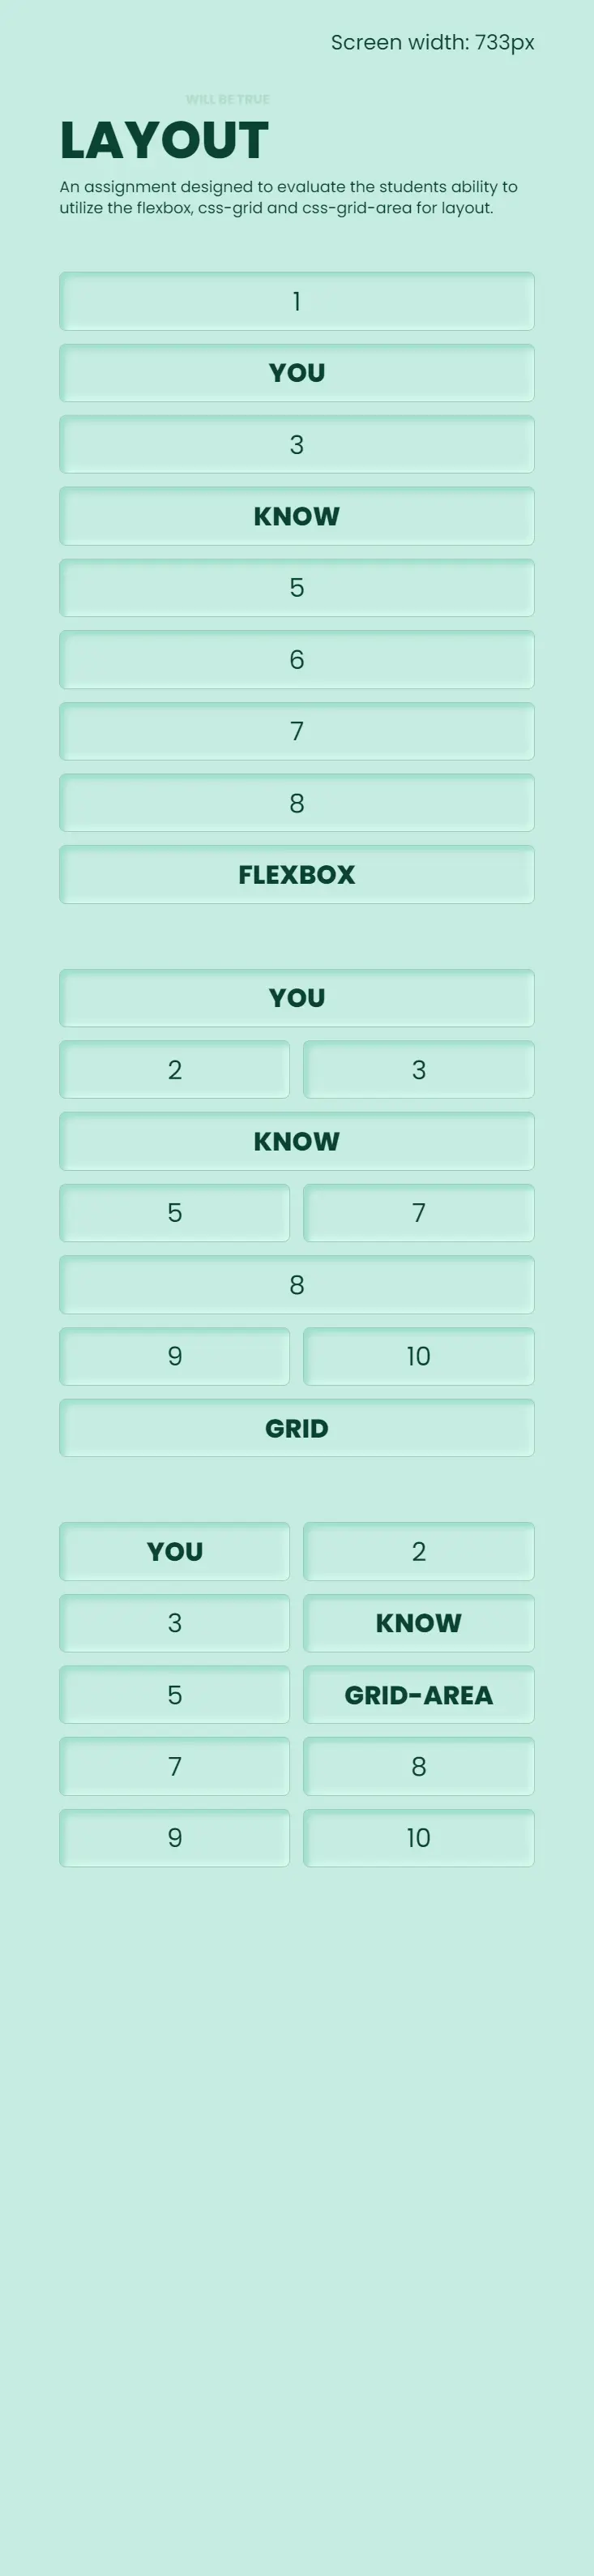 Screen width: 733px
WILL BE TRUE
LAYOUT
An assignment designed to evaluate the students ability to
utilize the flexbox, css-grid and css-grid-area for layout.
1
YOU
3
KNOW
5
6
7
8
FLEXBOX
YOU
2 3
KNOW
5 7
8
9 10
GRID
YOU 2
3 KNOW
5 GRID-AREA
7 8
9 10